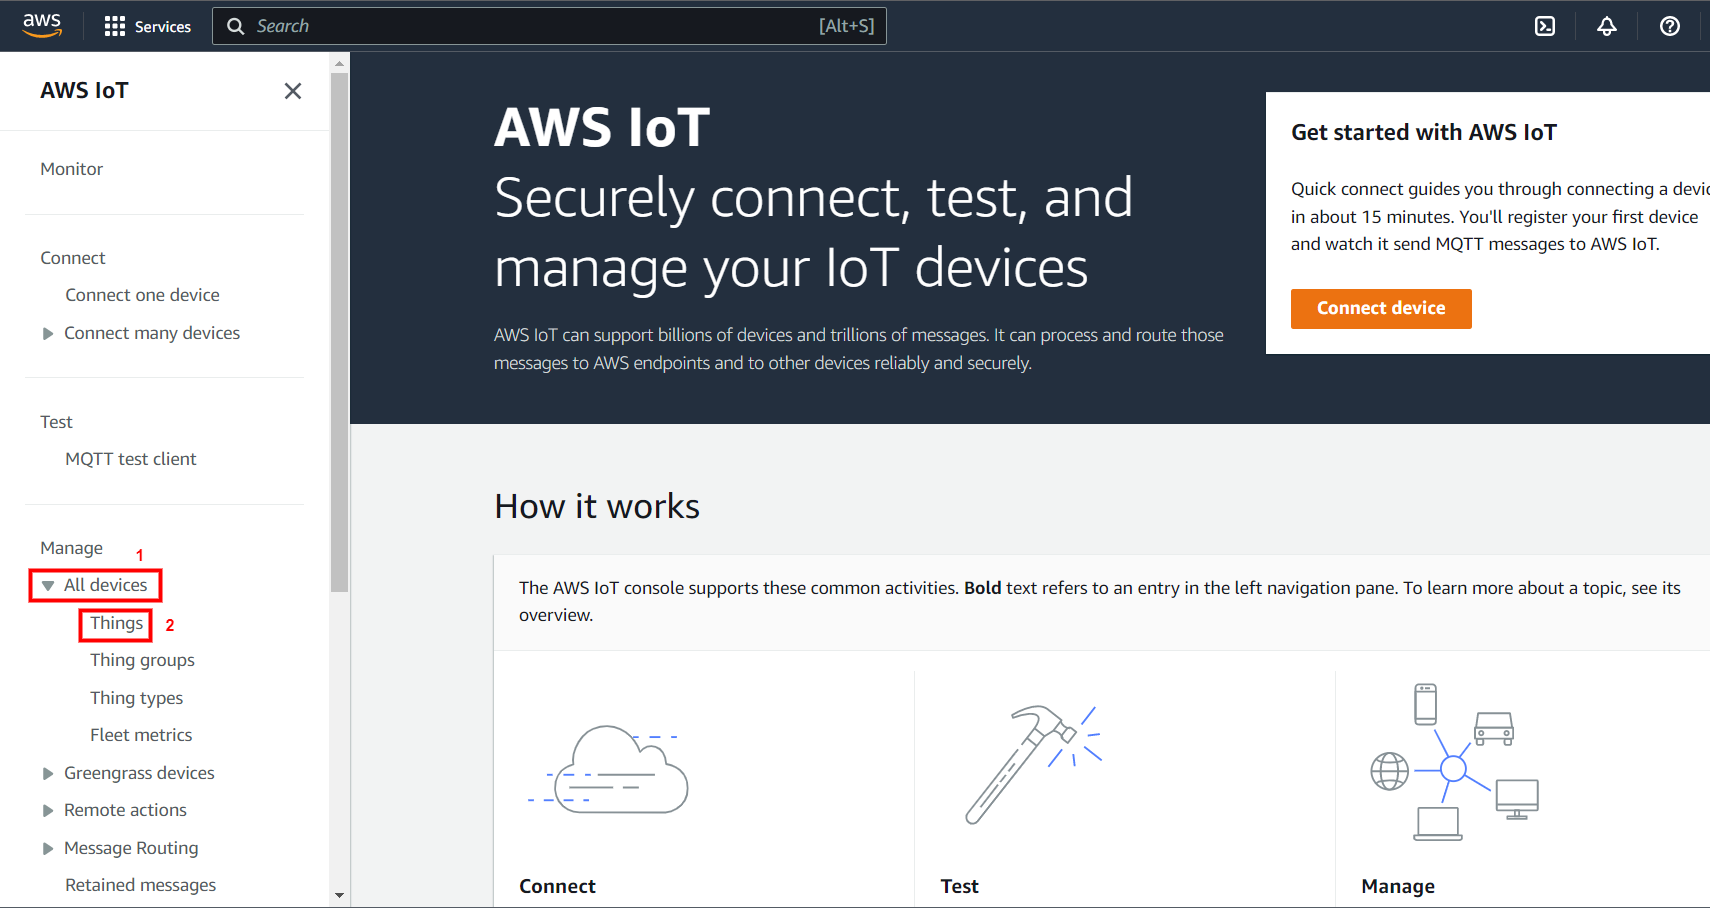 aws
Services
Search
[Alt+S]
AWS IoT
Monitor
Connect
Connect one device
Connect many devices
Test
MQTT test client
Manage
1
All devices
Things
2
Thing groups
Thing types
Fleet metrics
Greengrass devices
Remote actions
Message Routing
Retained messages
AWS IoT
Securely connect, test, and
manage your IoT devices
AWS IoT can support billions of devices and trillions of messages. It can process and route those
messages to AWS endpoints and to other devices reliably and securely.
Get started with AWS IoT
Quick connect guides you through connecting a devic
in about 15 minutes. You'll register your first device
and watch it send MQTT messages to AWS IoT.
Connect device
How it works
The AWS IoT console supports these common activities. Bold text refers to an entry in the left navigation pane. To learn more about a topic, see its
overview.
Connect
Test
Manage